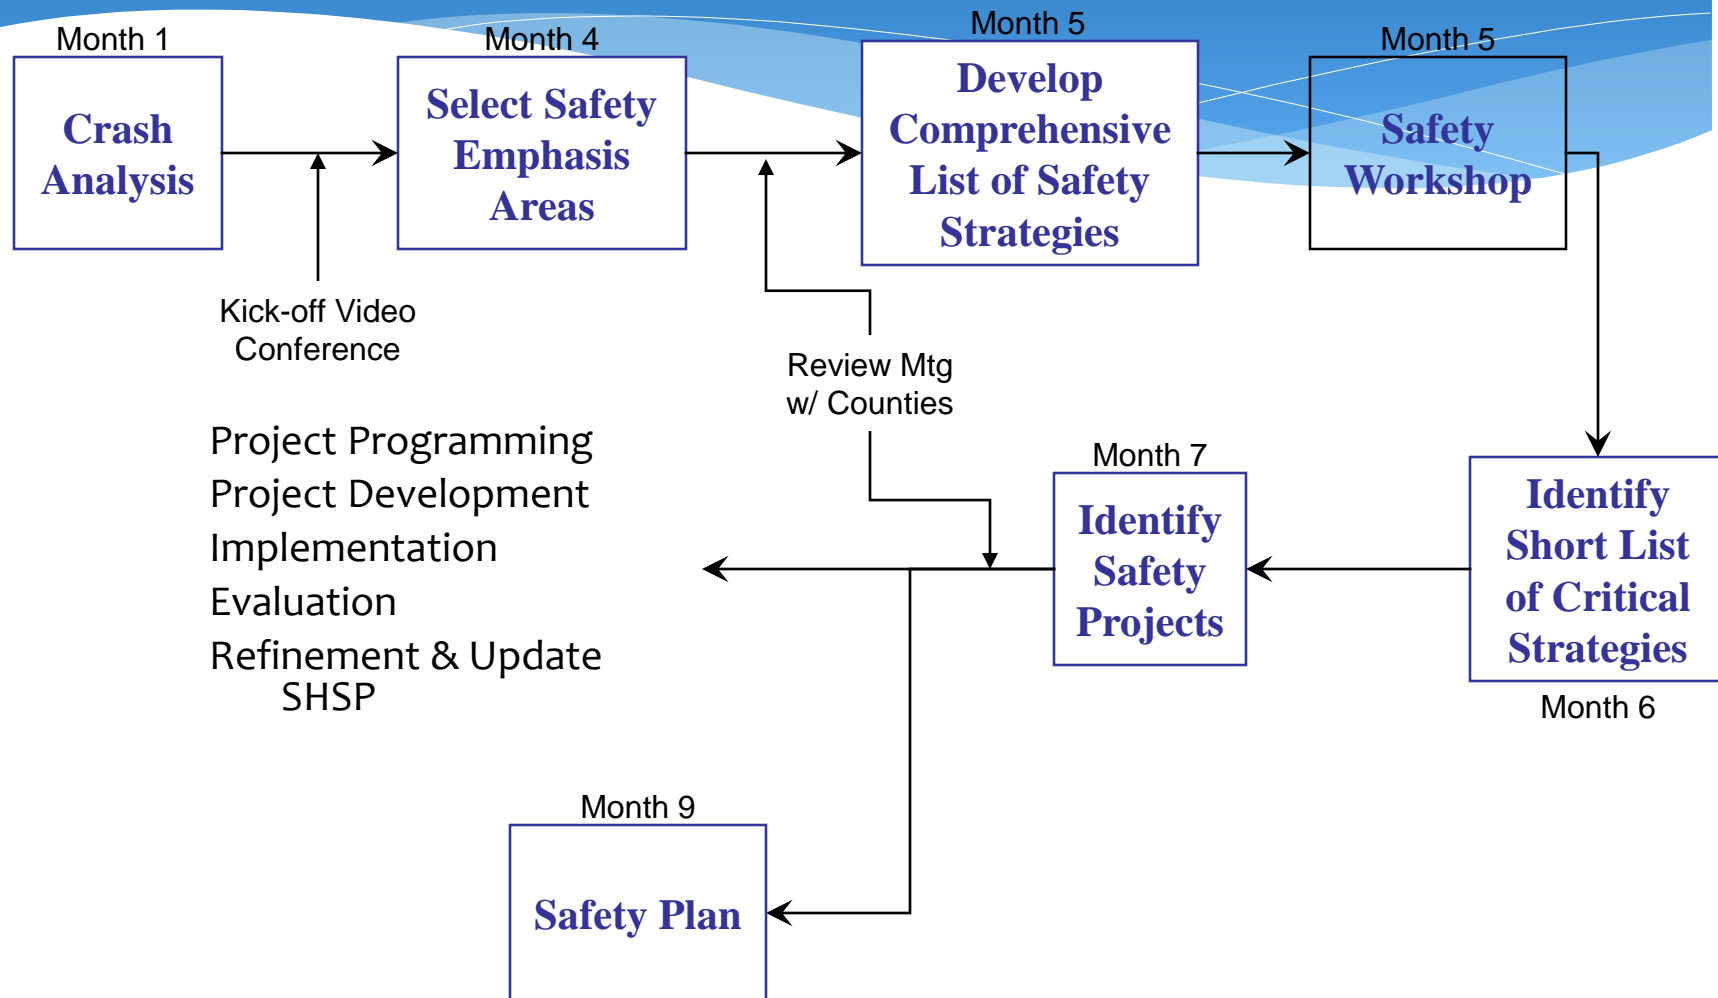 Month 1
Crash
Analysis
Month 4
Select Safety
Emphasis
Areas
Month 5
Develop
Comprehensive
List of Safety
Strategies
Month 5
Safety
Workshop
Kick-off Video
Conference
Review Mtg
w/ Counties
Project Programming
Project Development
Implementation
Evaluation
Refinement & Update
SHSP
Month 7
Identify
Safety
Projects
Identify
Short List
of Critical
Strategies
Month 6
Month 9
Safety Plan